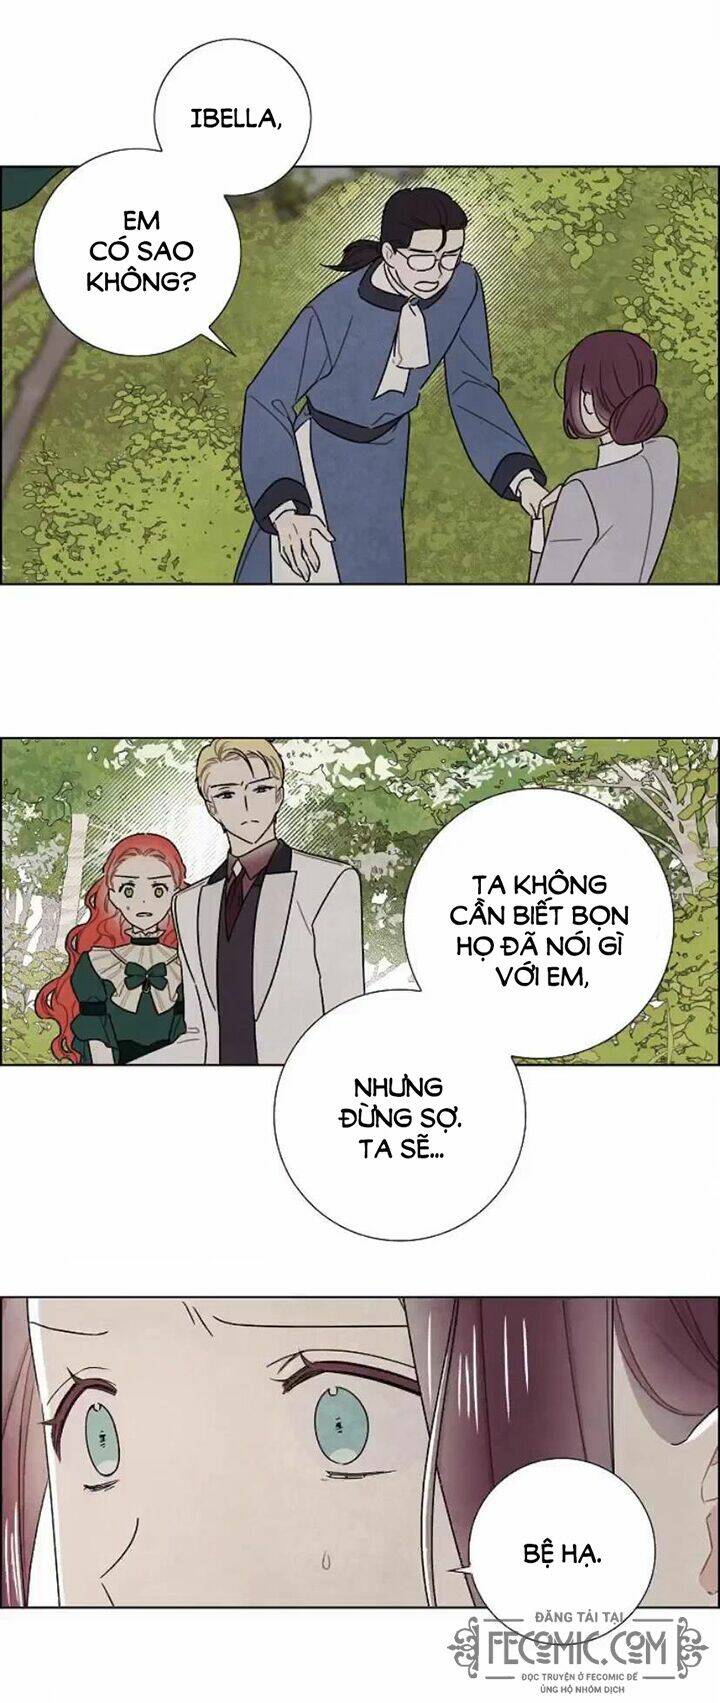 IBELLA,
EM
CÓ SAO
KHÔNG?
TA KHÔNG
CẦN BIẾT BỌN
HỌ ĐÃ NÓI GÌ
VỚI EM,
NHƯNG
ĐỪNG SỢ.
TA SẼ...
BỆ HẠ.
ĐĂNG TẢI TẠI
FECOMIC.COM
ĐỌC TRUYỆN Ở FECOMIC ĐỂ
ỦNG HỘ NHÓM DỊCH